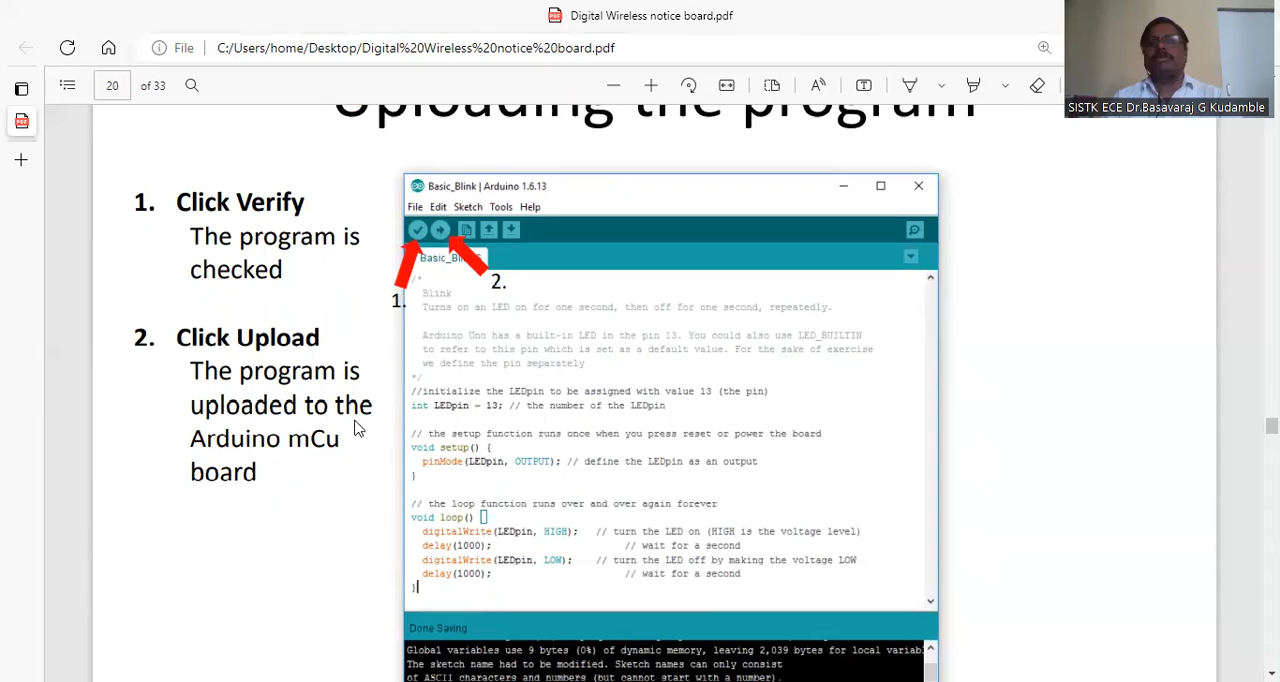 Digital Wireless notice board.pdf
File
C:/Users/home/Desktop/Digital%20Wireless%20notice%20board.pdf
SISTK ECE Dr.Basavaraj G Kudamble
20 of 33
Uploading the program
1. Click Verify
The program is
checked
2. Click Upload
The program is
uploaded to the
Arduino mCu
board
Basic_Blink | Arduino 1.6.13
File Edit Sketch Tools Help
1.
2.
/*
Blink
Turns on an LED on for one second, then off for one second, repeatedly.
Arduino Uno has a built-in LED in the pin 13. You could also use LED_BUILTIN
to refer to this pin which is set as a default value. For the sake of exercise
we define the pin separately
*/
//initialize the LEDpin to be assigned with value 13 (the pin)
int LEDpin = 13; // the number of the LEDpin
// the setup function runs once when you press reset or power the board
void setup() {
pinMode(LEDpin, OUTPUT); // define the LEDpin as an output
}
// the loop function runs over and over again forever
void loop() {
digitalWrite(LEDpin, HIGH); // turn the LED on (HIGH is the voltage level)
delay(1000); // wait for a second
digitalWrite(LEDpin, LOW); // turn the LED off by making the voltage LOW
delay(1000); // wait for a second
}
Done Saving.
Global variables use 9 bytes (0%) of dynamic memory, leaving 2,039 bytes for local variab
The sketch name had to be modified. Sketch names can only consist
of ASCII characters and numbers (but cannot start with a number).